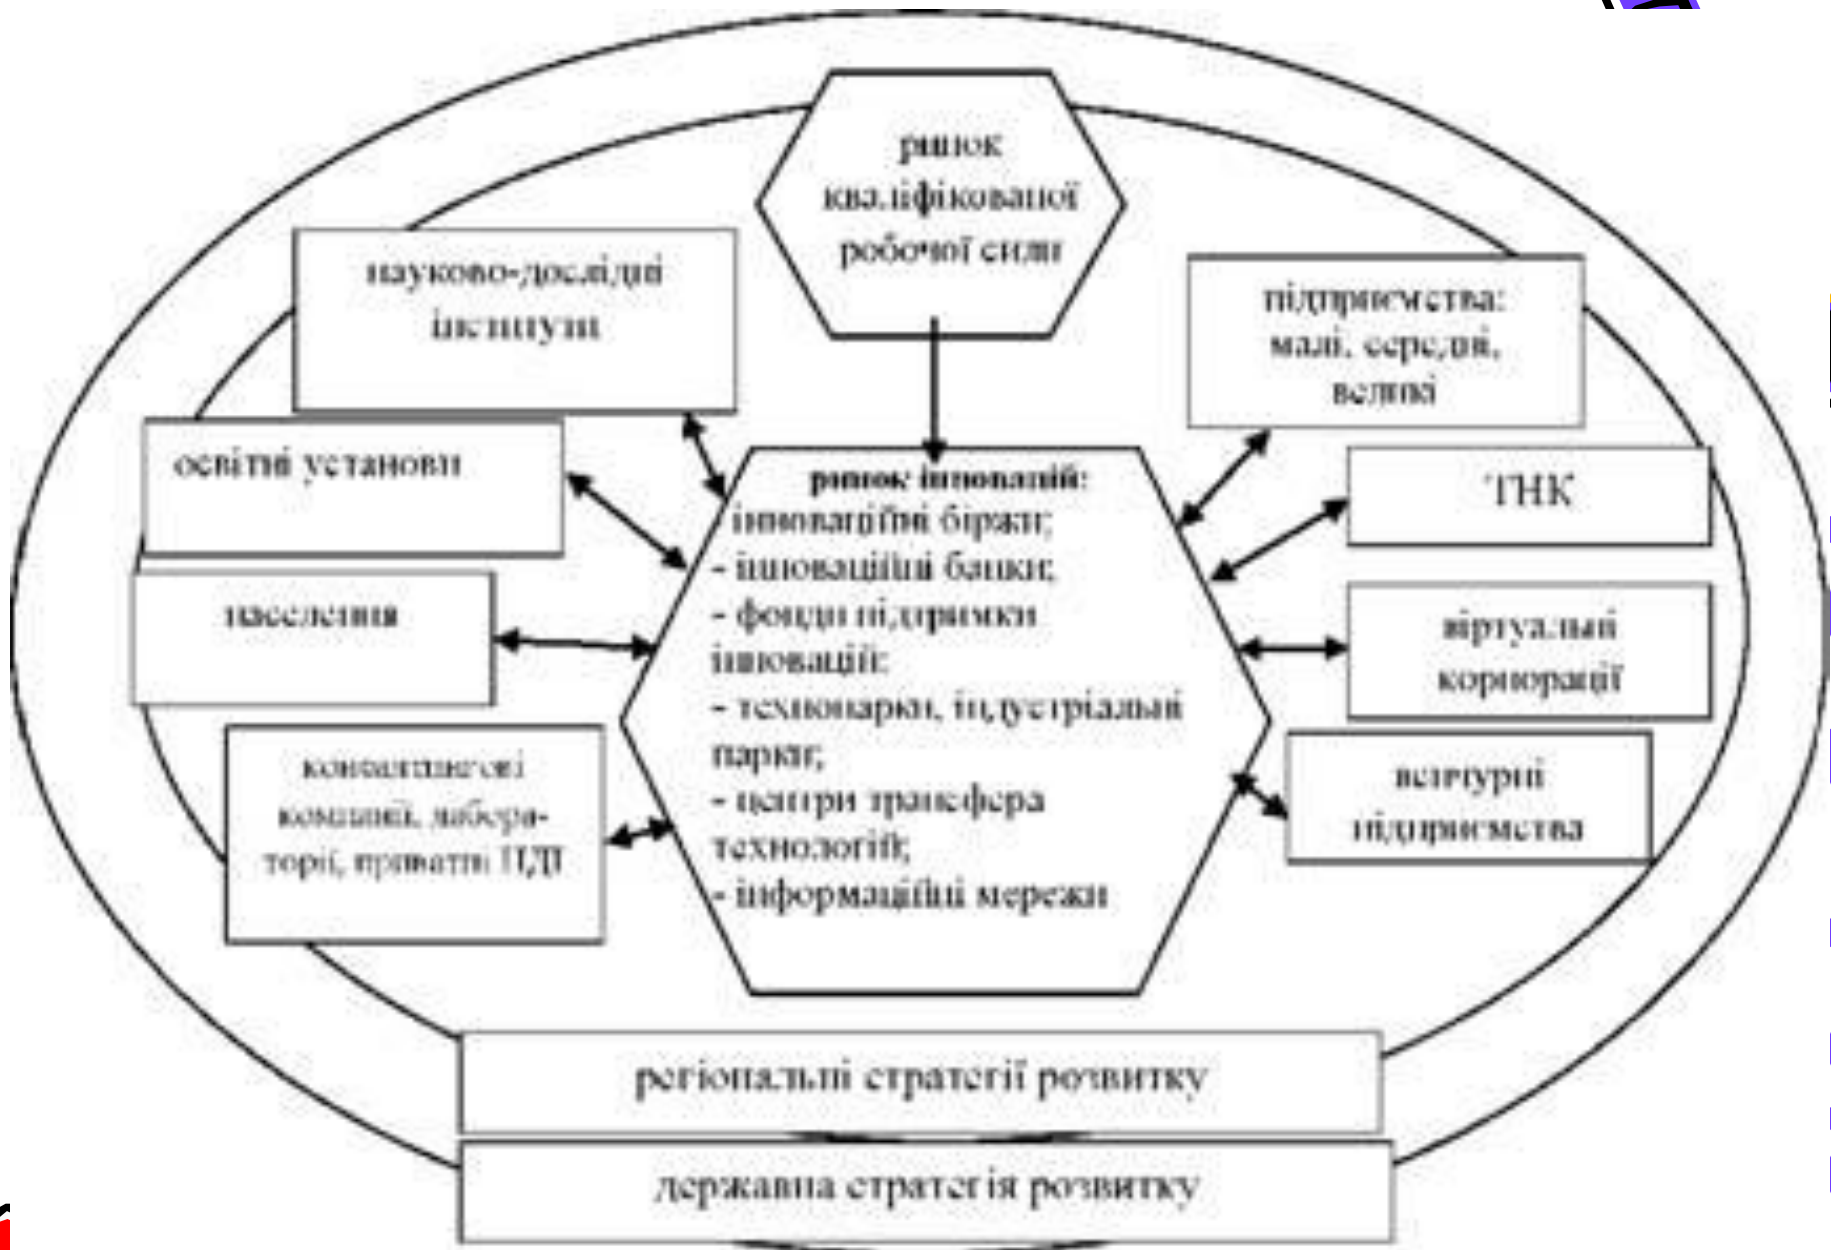 ринок
кваліфікованої
робочої сили
науково-дослідні
інститути
підприємства:
малі, середні,
великі
освітні установи
ТНК
населення
віртуальні
корпорації
консалтингові
компанії, лабора-
торії, приватні НДІ
венчурні
підприємства
ринок інновацій:
інноваційні біржи;
- інноваційні банки;
- фонди підтримки
інновацій;
- технопарки, індустріальні
парки;
- центри трансфера
технологій;
- інформаційні мережи
регіональні стратегії розвитку
державна стратегія розвитку